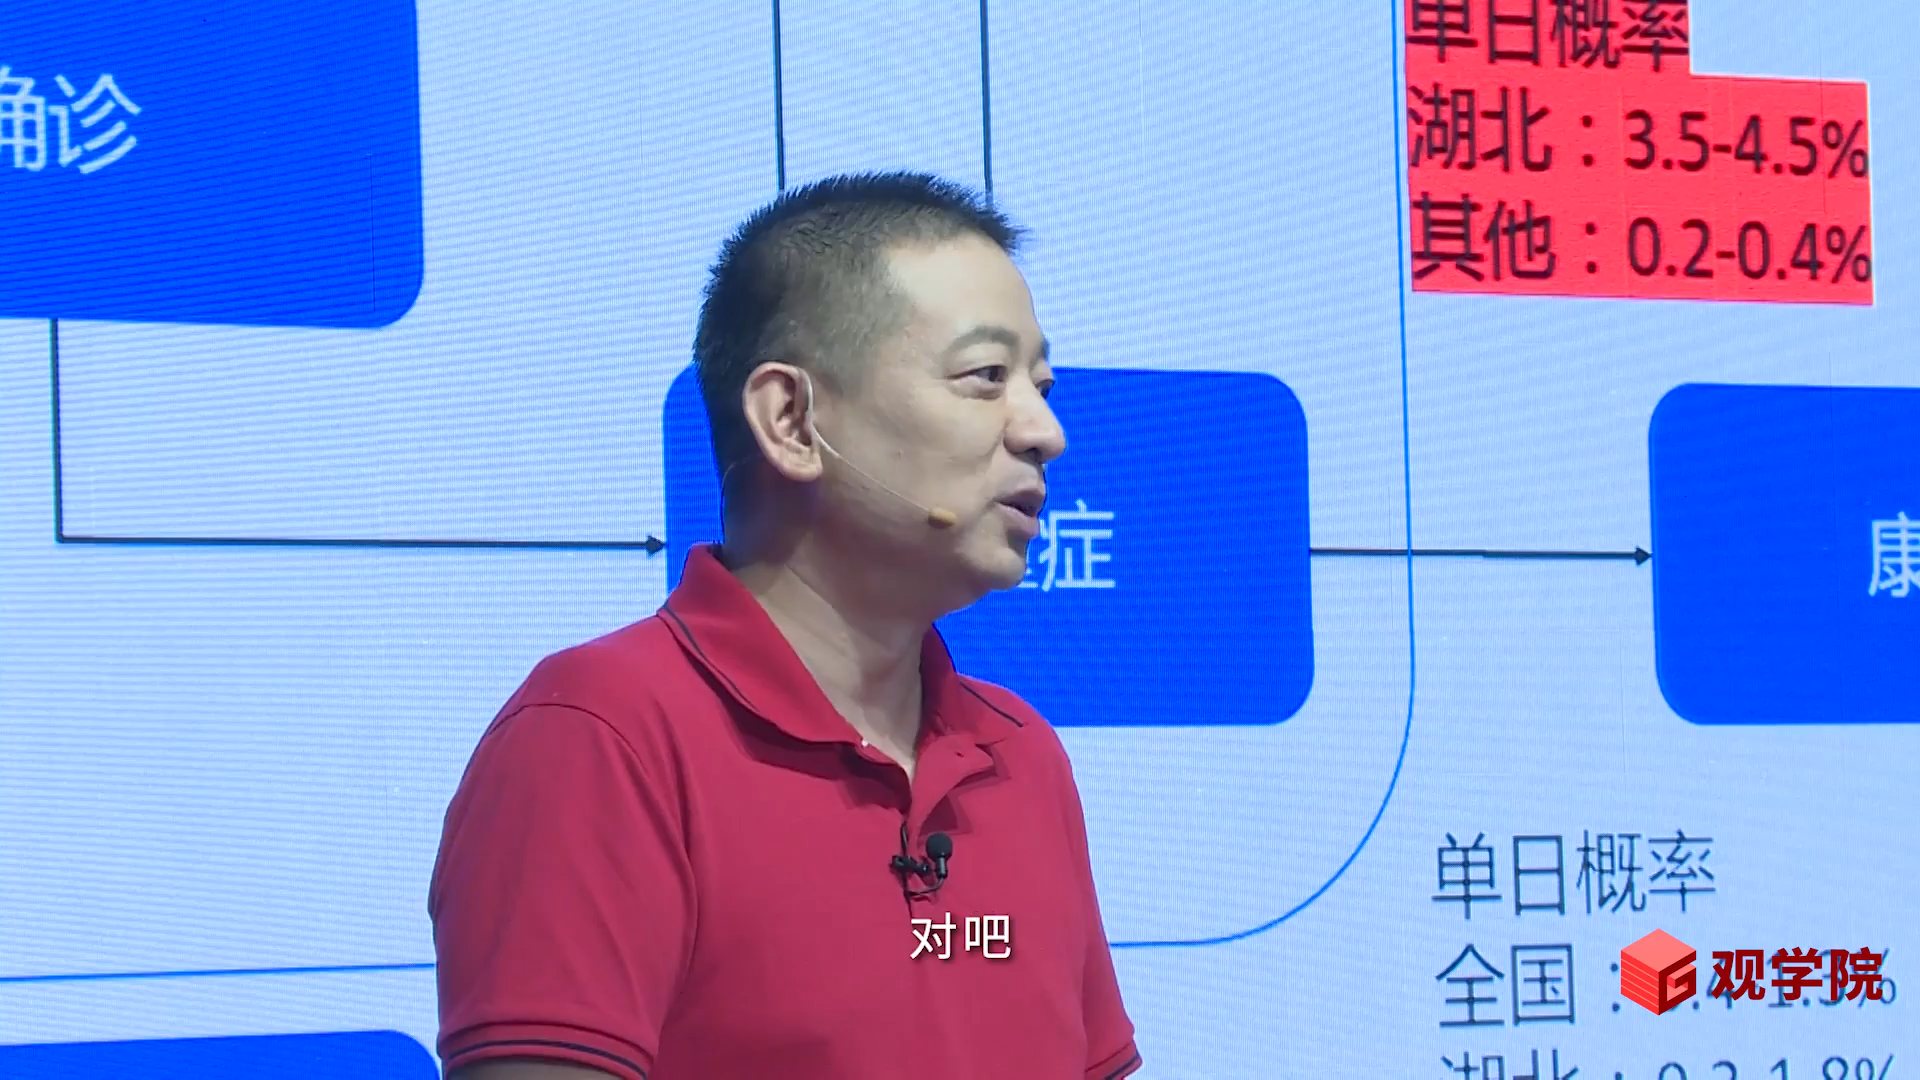 单日概率
湖北：3.5-4.5%
其他：0.2-0.4%
确诊
症
康
单日概率
全国：
观学院
对吧